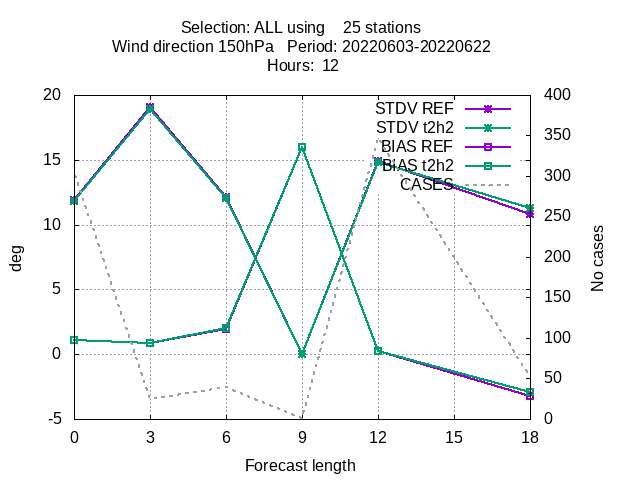 Selection: ALL using    25 stations
Wind direction 150hPa   Period: 20220603-20220622
Hours:  12
STDV REF
STDV t2h2
BIAS REF
BIAS t2h2
CASES
20
15
10
5
0
-5
deg
400
350
300
250
200
150
100
50
0
No cases
0 3 6 9 12 15 18
Forecast length